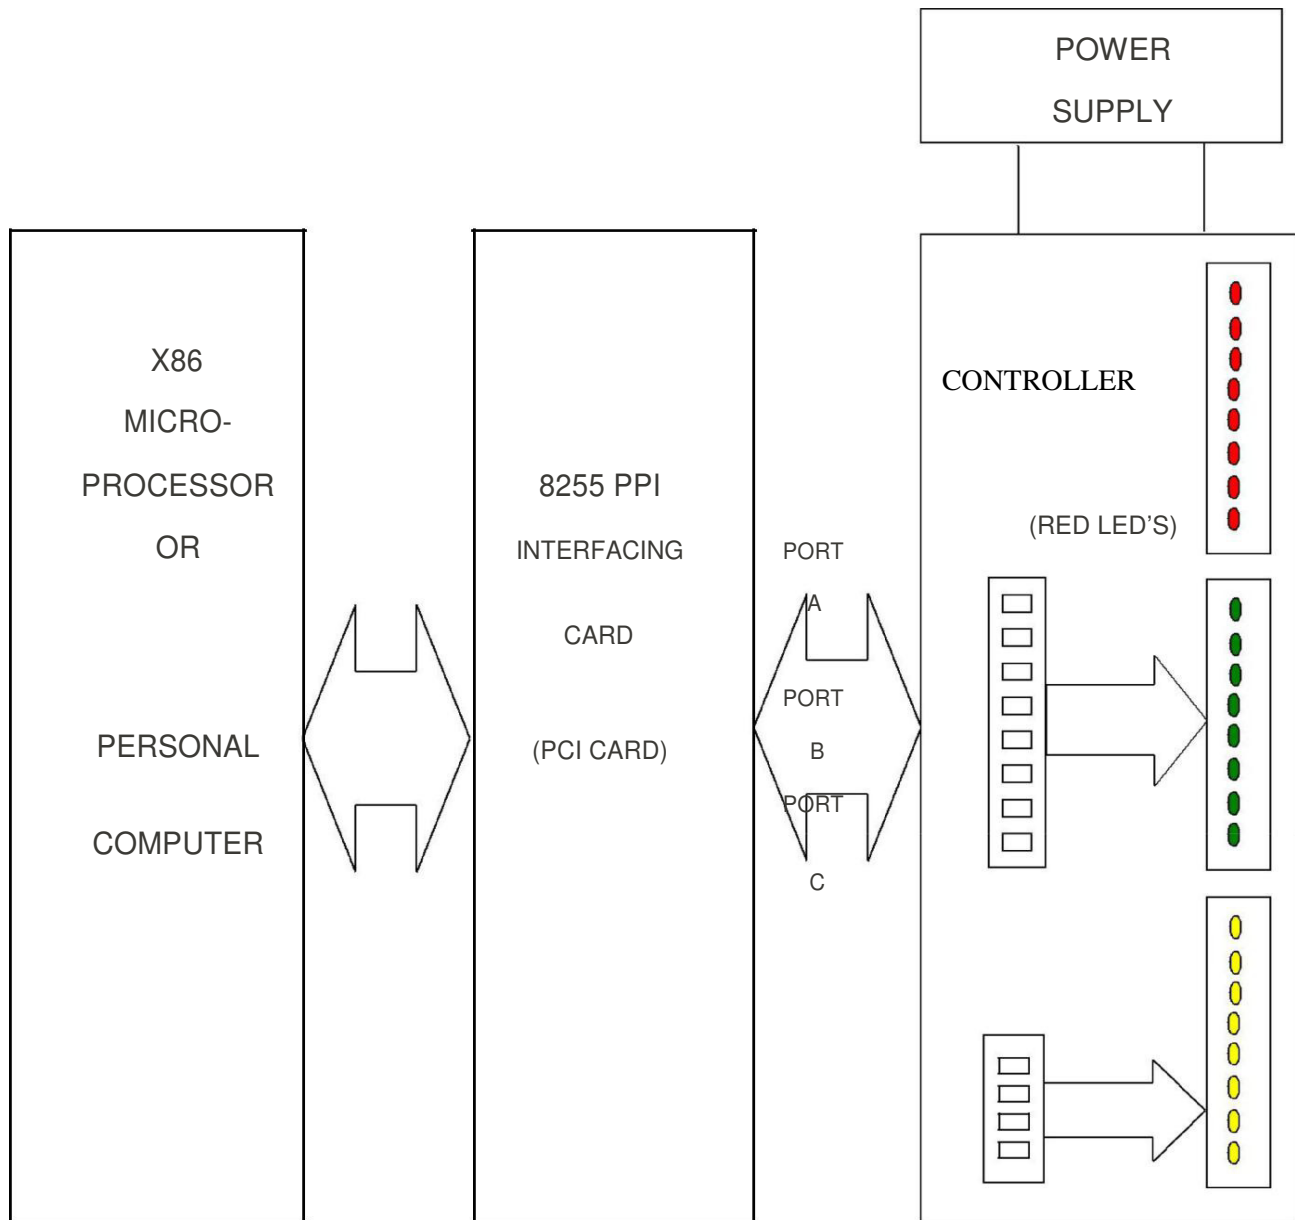 POWER
SUPPLY
X86
MICRO-
PROCESSOR
OR
PERSONAL
COMPUTER
8255 PPI
INTERFACING
CARD
(PCI CARD)
PORT
A
PORT
B
PORT
C
CONTROLLER
(RED LED'S)